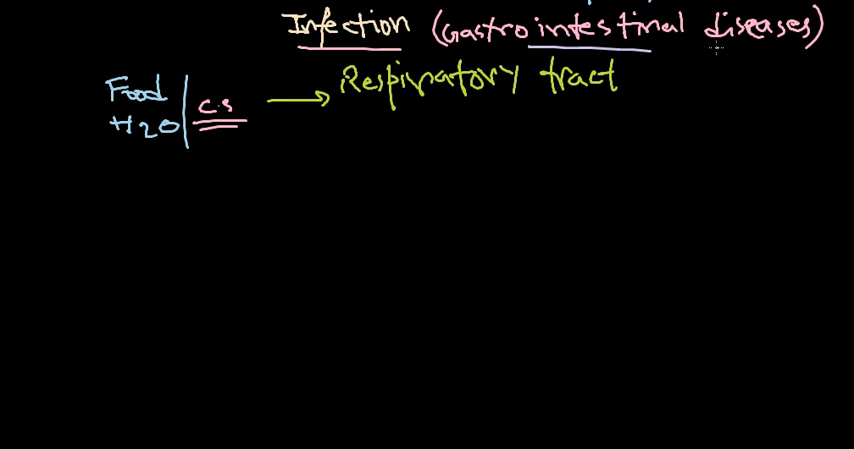 Infection (Gastrointestinal diseases)
Food C.S → Respiratory tract
H2O